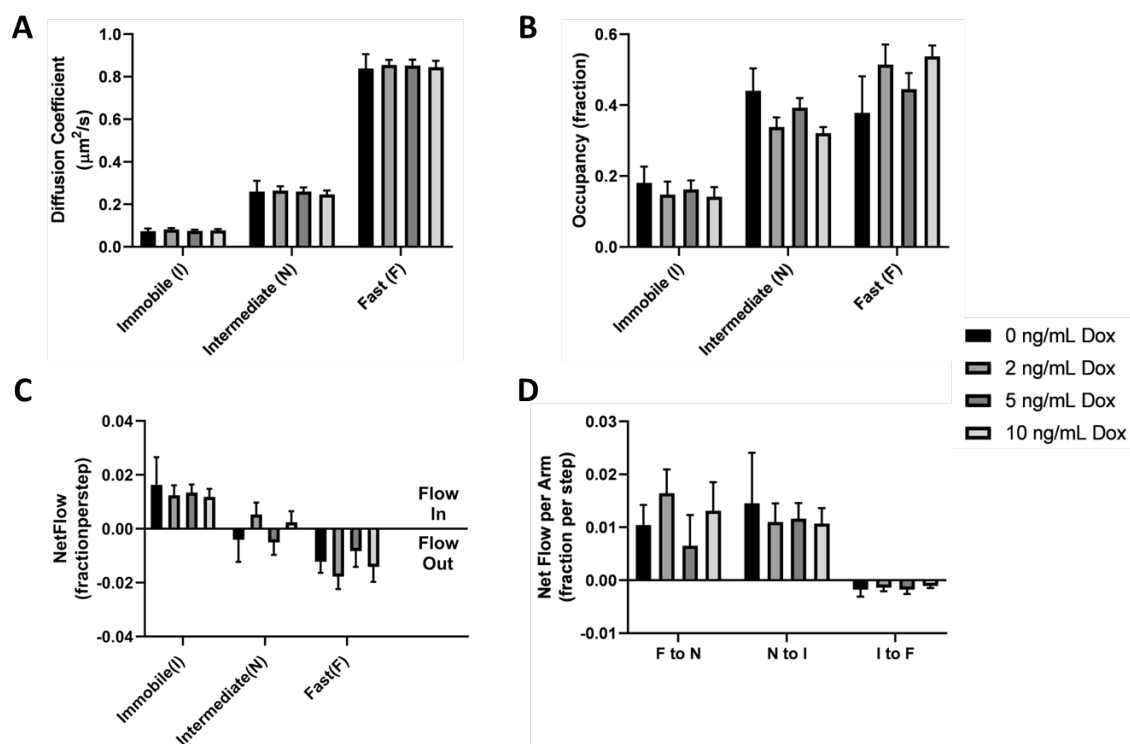 A
Diffusion Coefficient
(μm²/s)
1.0
0.8
0.6
0.4
0.2
0.0
Immobile (I)
Intermediate (N)
Fast (F)
B
Occupancy (fraction)
0.6
0.4
0.2
0.0
Immobile (I)
Intermediate (N)
Fast (F)
0 ng/mL Dox
2 ng/mL Dox
5 ng/mL Dox
10 ng/mL Dox
C
NetFlow
(fractionperstep)
0.04
0.02
0.00
-0.02
-0.04
Flow
In
Flow
Out
Immobile(I)
Intermediate(N)
Fast(F)
D
Net Flow per Arm
(fraction per step)
0.03
0.02
0.01
0.00
-0.01
F to N
N to I
I to F